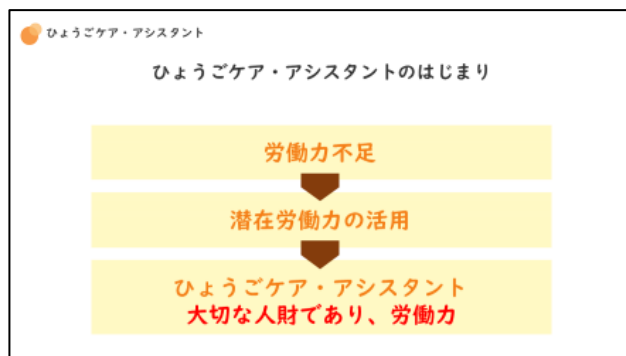 ひょうごケア・アシスタント
ひょうごケア・アシスタントのはじまり
労働力不足
潜在労働力の活用
ひょうごケア・アシスタント
大切な人財であり、労働力